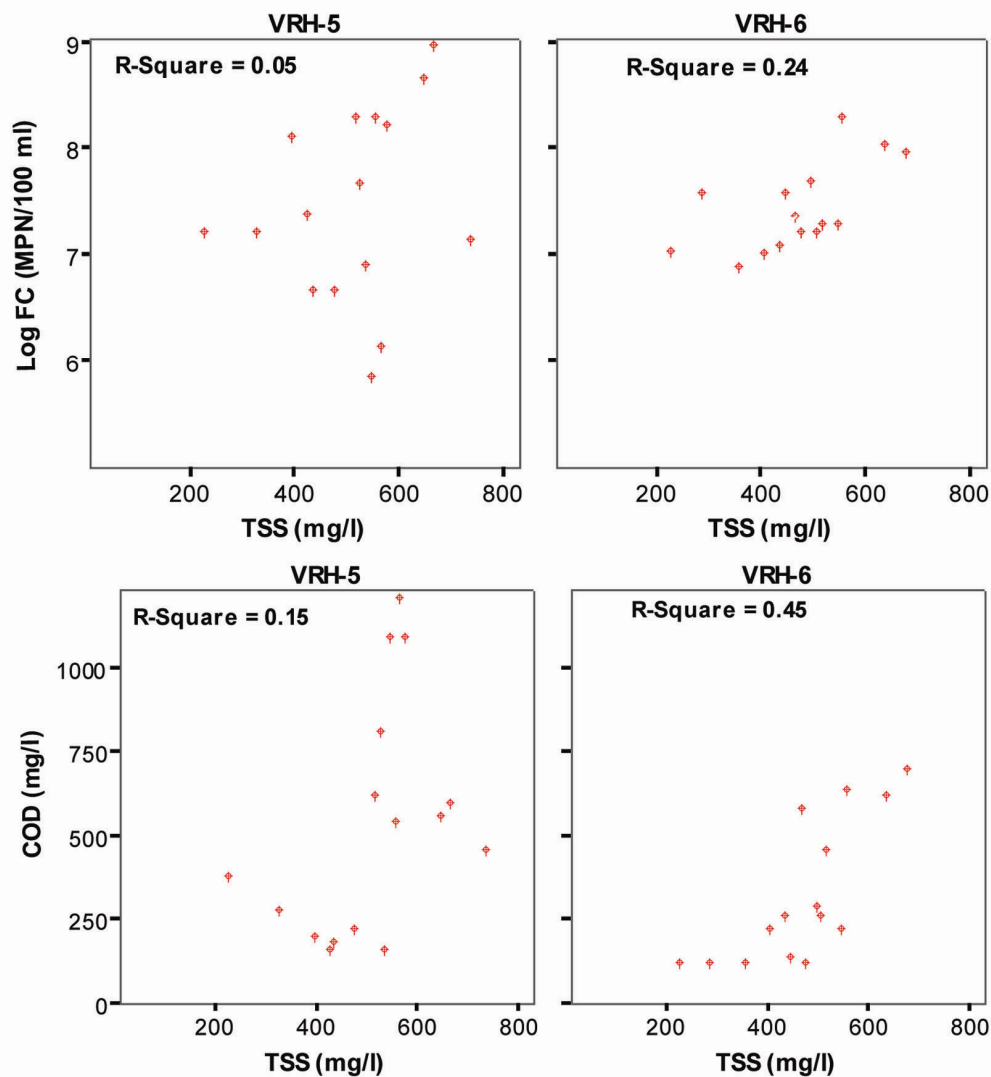 VRH-5
VRH-6
R-Square = 0.05
R-Square = 0.24
Log FC (MPN/100 ml)
9
8
7
6
200 400 600 800
200 400 600 800
TSS (mg/l)
TSS (mg/l)
VRH-5
VRH-6
R-Square = 0.15
R-Square = 0.45
COD (mg/l)
1000
750
500
250
0
200 400 600 800
200 400 600 800
TSS (mg/l)
TSS (mg/l)